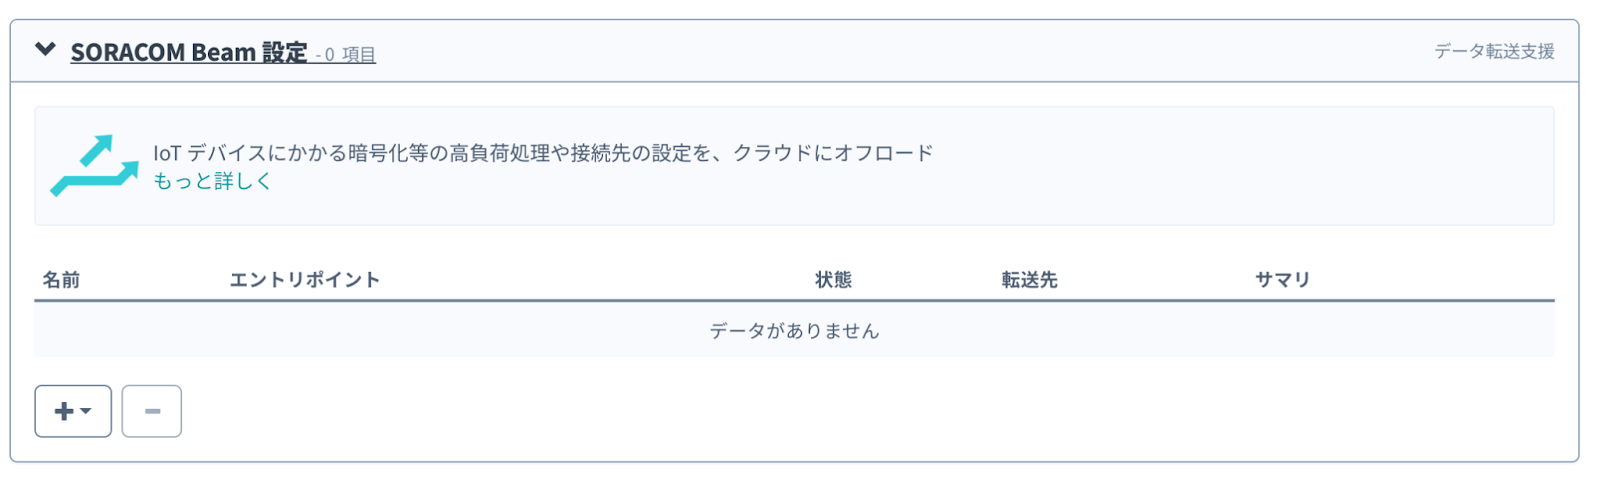 SORACOM Beam 設定 - 0 項目 データ転送支援
IoT デバイスにかかる暗号化等の高負荷処理や接続先の設定を、クラウドにオフロード
もっと詳しく
名前 エントリポイント 状態 転送先 サマリ
データがありません